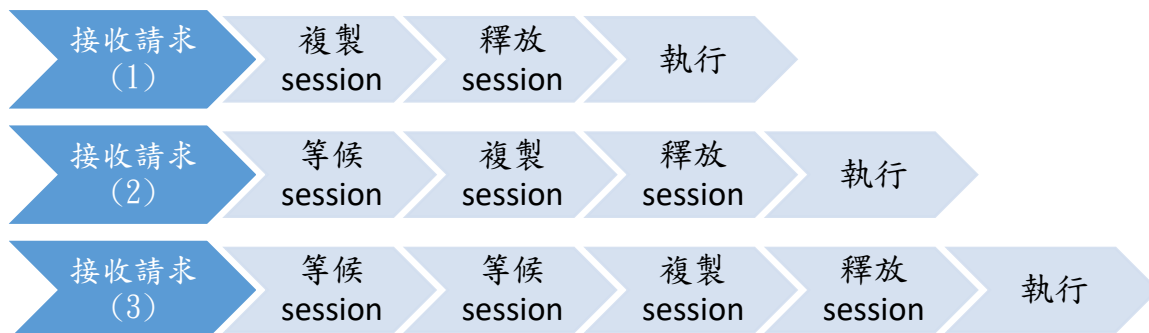 接收請求
(1)
複製
session
釋放
session
執行
接收請求
(2)
等候
session
複製
session
釋放
session
執行
接收請求
(3)
等候
session
等候
session
複製
session
釋放
session
執行